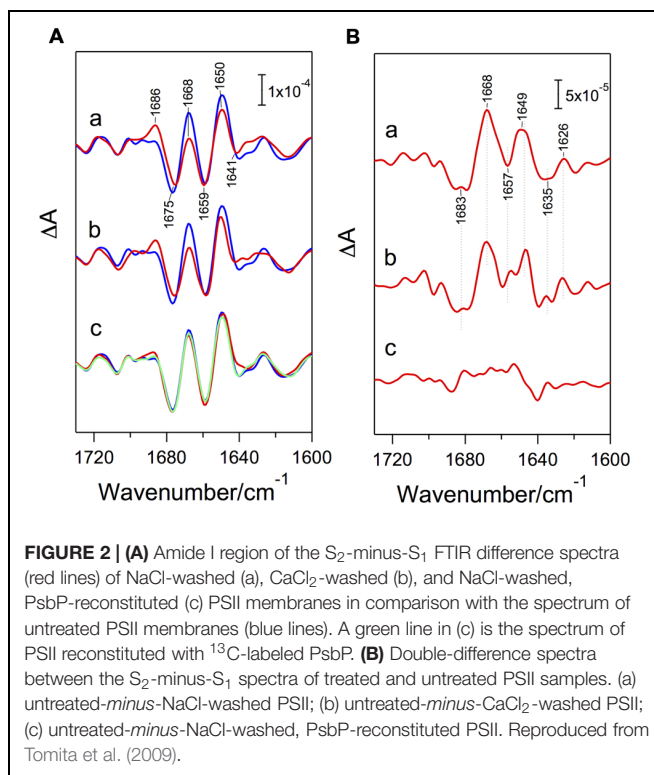 A
B
1686
1668
1650
1x10⁻⁴
a
1675
1659
1641
b
c
ΔA
1720 1680 1640 1600
Wavenumber/cm⁻¹
1668
1649
1626
5x10⁻⁵
a
1683
1657
1635
b
c
ΔA
1720 1680 1640 1600
Wavenumber/cm⁻¹
FIGURE 2 | (A) Amide I region of the S₂-minus-S₁ FTIR difference spectra
(red lines) of NaCl-washed (a), CaCl₂-washed (b), and NaCl-washed,
PsbP-reconstituted (c) PSII membranes in comparison with the spectrum of
untreated PSII membranes (blue lines). A green line in (c) is the spectrum of
PSII reconstituted with ¹³C-labeled PsbP. (B) Double-difference spectra
between the S₂-minus-S₁ spectra of treated and untreated PSII samples. (a)
untreated-minus-NaCl-washed PSII; (b) untreated-minus-CaCl₂-washed PSII;
(c) untreated-minus-NaCl-washed, PsbP-reconstituted PSII. Reproduced from
Tomita et al. (2009).